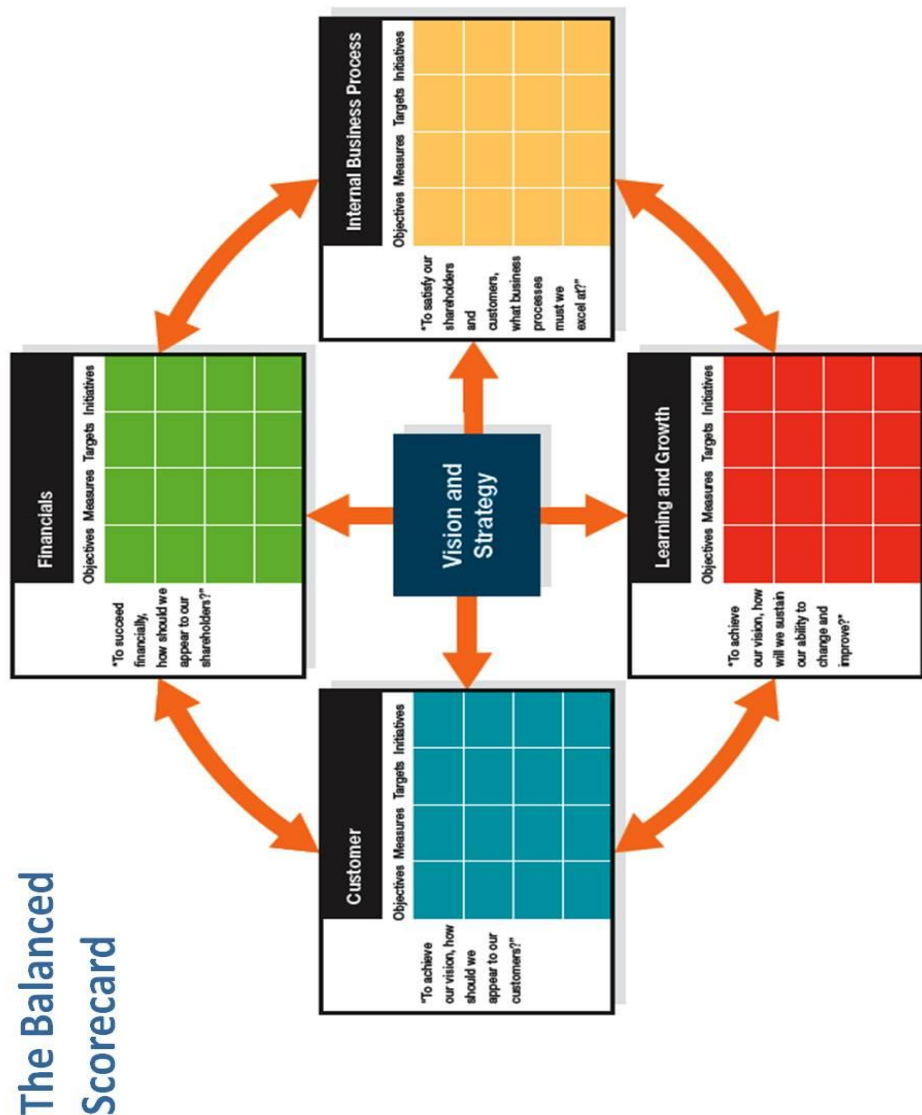 The Balanced
Scorecard
Financials
Objectives Measures Targets Initiatives
"To succeed
financially,
how should we
appear to our
shareholders?"
Customer
Objectives Measures Targets Initiatives
"To achieve
our vision, how
should we
appear to our
customers?"
Vision and
Strategy
Internal Business Process
Objectives Measures Targets Initiatives
"To satisfy our
shareholders
and
customers,
what business
processes
must we
excel at?"
Learning and Growth
Objectives Measures Targets Initiatives
"To achieve
our vision, how
will we sustain
our ability to
change and
improve?"